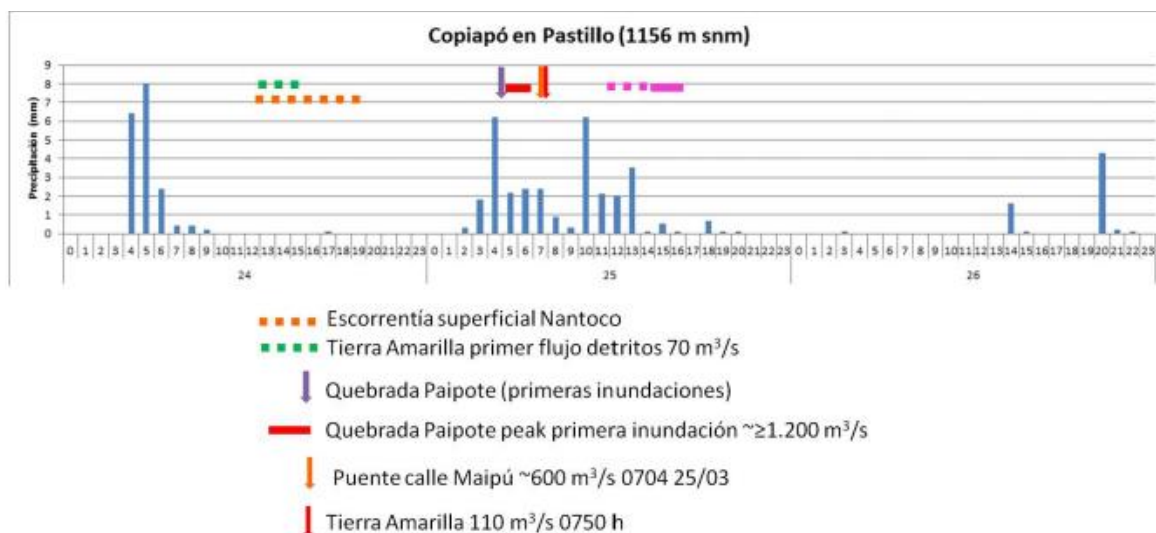 Copiapó en Pastillo (1156 m snm)
Precipitación (mm)
9
8
7
6
5
4
3
2
1
0
0 1 2 3 4 5 6 7 8 9 10 11 12 13 14 15 16 17 18 19 20 21 22 23 0 1 2 3 4 5 6 7 8 9 10 11 12 13 14 15 16 17 18 19 20 21 22 23 0 1 2 3 4 5 6 7 8 9 10 11 12 13 14 15 16 17 18 19 20 21 22 23
24 25 26
Escorrentía superficial Nantoco
Tierra Amarilla primer flujo detritos 70 m³/s
Quebrada Paipote (primeras inundaciones)
Quebrada Paipote peak primera inundación ~≥1.200 m³/s
Puente calle Maipú ~600 m³/s 0704 25/03
Tierra Amarilla 110 m³/s 0750 h